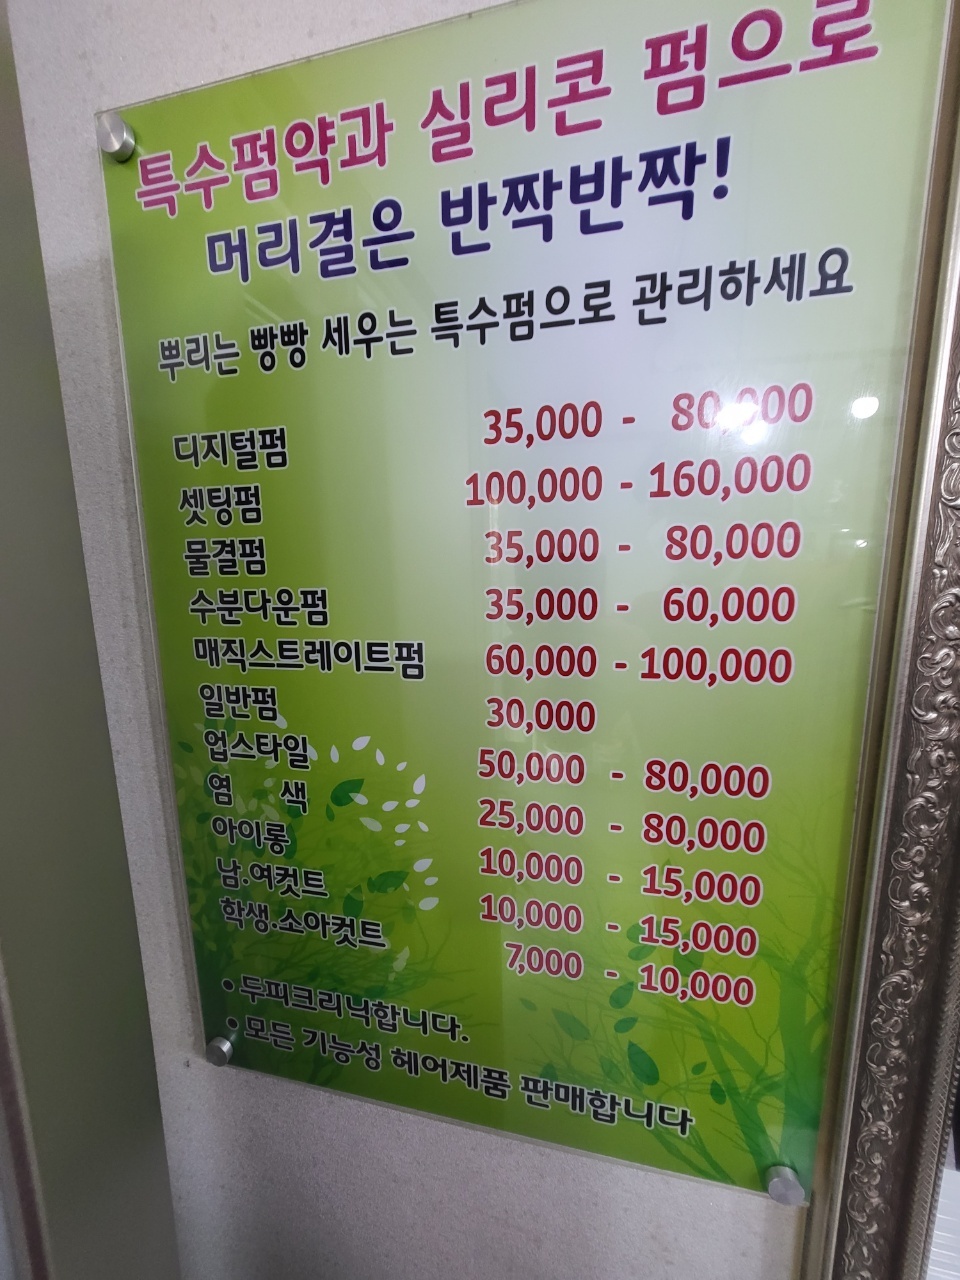 특수펌약과 실리콘 펌으로
머리결은 반짝반짝!
뿌리는 빵빵 세우는 특수펌으로 관리하세요
디지털펌 35,000 - 80,000
셋팅펌 100,000 - 160,000
물결펌 35,000 - 80,000
수분다운펌 35,000 - 60,000
매직스트레이트펌 60,000 - 100,000
일반펌 30,000
업스타일 50,000 - 80,000
염 색 25,000 - 80,000
아이롱 10,000 - 15,000
남.여컷트 10,000 - 15,000
학생.소아컷트 7,000 - 10,000
• 두피크리닉합니다.
• 모든 기능성 헤어제품 판매합니다